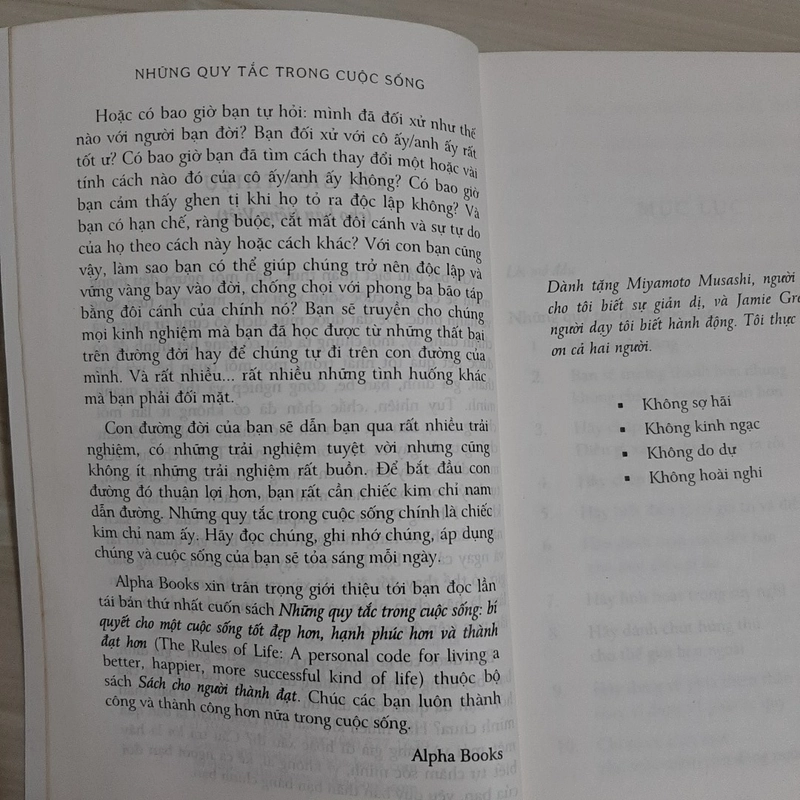 NHỮNG QUY TẮC TRONG CUỘC SỐNG
Hoặc có bao giờ bạn tự hỏi: mình đã đối xử như thế
nào với người bạn đời? Bạn đối xử với cô ấy/anh ấy rất
tốt ư? Có bao giờ bạn đã tìm cách thay đổi một hoặc vài
tính cách nào đó của cô ấy/anh ấy không? Có bao giờ
bạn cảm thấy ghen tị khi họ tỏ ra độc lập không? Và
bạn có hạn chế, ràng buộc, cắt mất đôi cánh và sự tự do
của họ theo cách này hoặc cách khác? Với con bạn cũng
vậy, làm sao bạn có thể giúp chúng trở nên độc lập và
vững vàng bay vào đời, chống chọi với phong ba bão táp
bằng đôi cánh của chính nó? Bạn sẽ truyền cho chúng
mọi kinh nghiệm mà bạn đã học được từ những thất bại
trên đường đời hay để chúng tự đi trên con đường của
mình. Và rất nhiều... rất nhiều những tình huống khác
mà bạn phải đối mặt.
Con đường đời của bạn sẽ dẫn bạn qua rất nhiều trải
nghiệm, có những trải nghiệm tuyệt vời nhưng cũng
không ít những trải nghiệm rất buồn. Để bắt đầu con
đường đó thuận lợi hơn, bạn rất cần chiếc kim chỉ nam
dẫn đường. Những quy tắc trong cuộc sống chính là chiếc
kim chỉ nam ấy. Hãy đọc chúng, ghi nhớ chúng, áp dụng
chúng và cuộc sống của bạn sẽ tỏa sáng mỗi ngày.
Alpha Books xin trân trọng giới thiệu tới bạn đọc lần
tái bản thứ nhất cuốn sách Những quy tắc trong cuộc sống: bí
quyết cho một cuộc sống tốt đẹp hơn, hạnh phúc hơn và thành
đạt hơn (The Rules of Life: A personal code for living a
better, happier, more successful kind of life) thuộc bộ
sách Sách cho người thành đạt. Chúc các bạn luôn thành
công và thành công hơn nữa trong cuộc sống.
Alpha Books
Dành tặng Miyamoto Musashi, người
cho tôi biết sự giản dị, và Jamie Gre
người dạy tôi biết hành động. Tôi thực
ơn cả hai người.
▪ Không sợ hãi
▪ Không kinh ngạc
▪ Không do dự
▪ Không hoài nghi